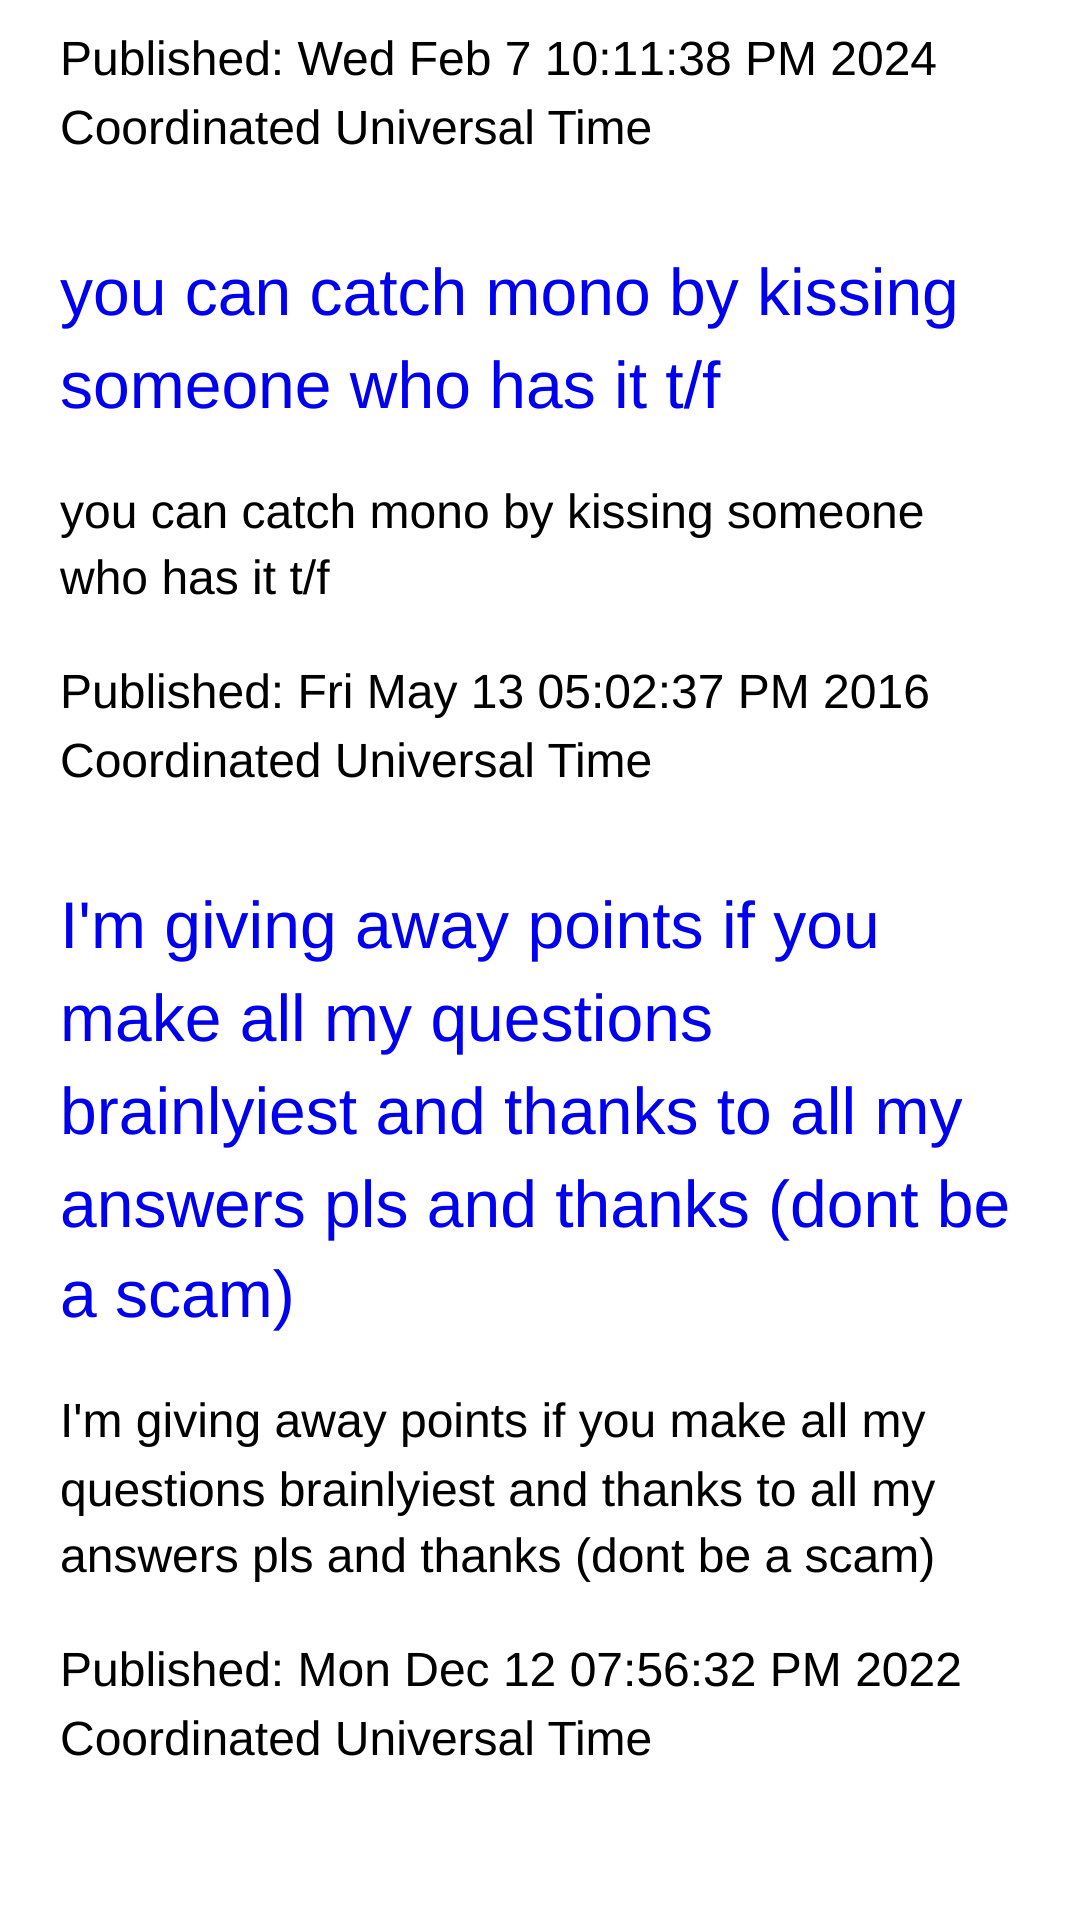 Published: Wed Feb 7 10:11:38 PM 2024
Coordinated Universal Time
you can catch mono by kissing
someone who has it t/f
you can catch mono by kissing someone
who has it t/f
Published: Fri May 13 05:02:37 PM 2016
Coordinated Universal Time
I'm giving away points if you
make all my questions
brainlyiest and thanks to all my
answers pls and thanks (dont be
a scam)
I'm giving away points if you make all my
questions brainlyiest and thanks to all my
answers pls and thanks (dont be a scam)
Published: Mon Dec 12 07:56:32 PM 2022
Coordinated Universal Time